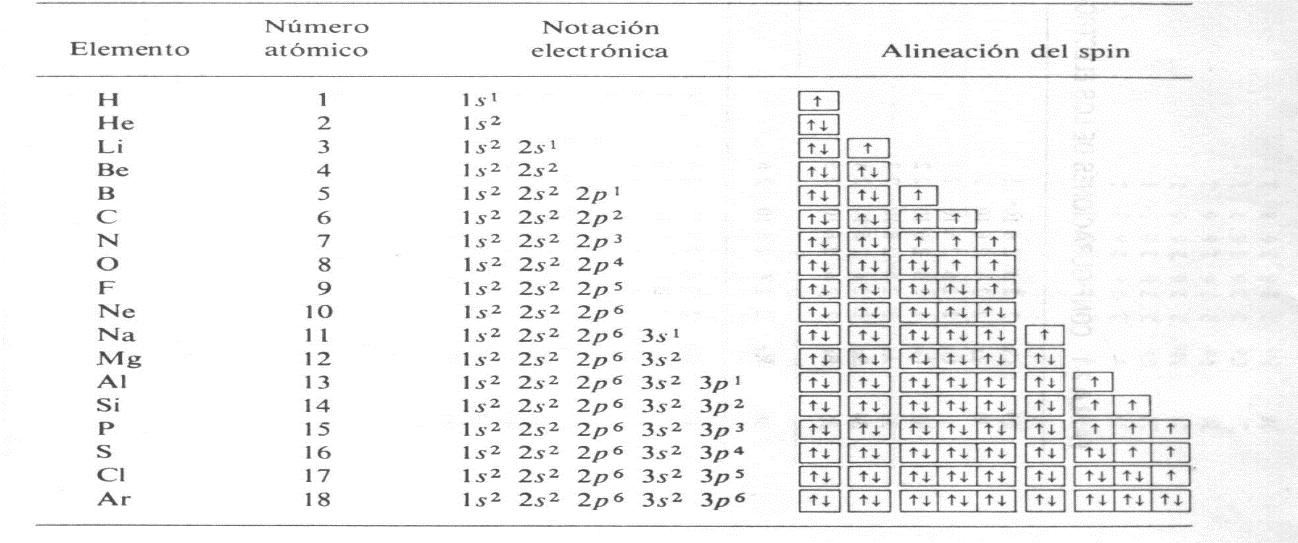 Elemento Número atómico Notación electrónica Alineación del spin
H 1 1s¹ ↑
He 2 1s² ↑↓
Li 3 1s² 2s¹ ↑↓ ↑
Be 4 1s² 2s² ↑↓ ↑↓
B 5 1s² 2s² 2p¹ ↑↓ ↑↓ ↑
C 6 1s² 2s² 2p² ↑↓ ↑↓ ↑ ↑
N 7 1s² 2s² 2p³ ↑↓ ↑↓ ↑ ↑ ↑
O 8 1s² 2s² 2p⁴ ↑↓ ↑↓ ↑↓ ↑ ↑
F 9 1s² 2s² 2p⁵ ↑↓ ↑↓ ↑↓ ↑↓ ↑
Ne 10 1s² 2s² 2p⁶ ↑↓ ↑↓ ↑↓ ↑↓ ↑↓
Na 11 1s² 2s² 2p⁶ 3s¹ ↑↓ ↑↓ ↑↓ ↑↓ ↑↓ ↑
Mg 12 1s² 2s² 2p⁶ 3s² ↑↓ ↑↓ ↑↓ ↑↓ ↑↓ ↑↓
Al 13 1s² 2s² 2p⁶ 3s² 3p¹ ↑↓ ↑↓ ↑↓ ↑↓ ↑↓ ↑↓ ↑
Si 14 1s² 2s² 2p⁶ 3s² 3p² ↑↓ ↑↓ ↑↓ ↑↓ ↑↓ ↑↓ ↑ ↑
P 15 1s² 2s² 2p⁶ 3s² 3p³ ↑↓ ↑↓ ↑↓ ↑↓ ↑↓ ↑↓ ↑ ↑ ↑
S 16 1s² 2s² 2p⁶ 3s² 3p⁴ ↑↓ ↑↓ ↑↓ ↑↓ ↑↓ ↑↓ ↑↓ ↑ ↑
Cl 17 1s² 2s² 2p⁶ 3s² 3p⁵ ↑↓ ↑↓ ↑↓ ↑↓ ↑↓ ↑↓ ↑↓ ↑↓ ↑
Ar 18 1s² 2s² 2p⁶ 3s² 3p⁶ ↑↓ ↑↓ ↑↓ ↑↓ ↑↓ ↑↓ ↑↓ ↑↓ ↑↓